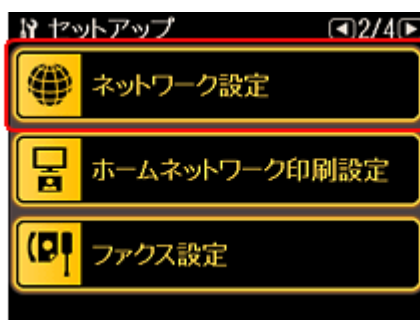 セットアップ ◀2/4▶
ネットワーク設定
ホームネットワーク印刷設定
ファクス設定